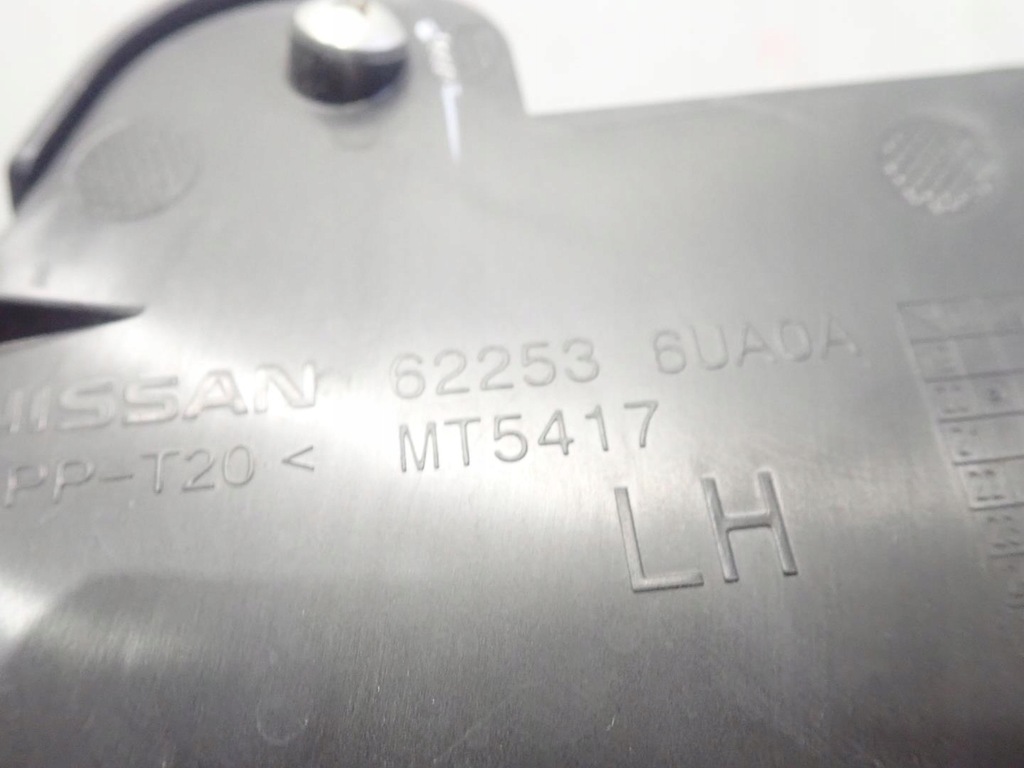 NISSAN 62253 6UA0A
PP-T20 < MT5417
LH